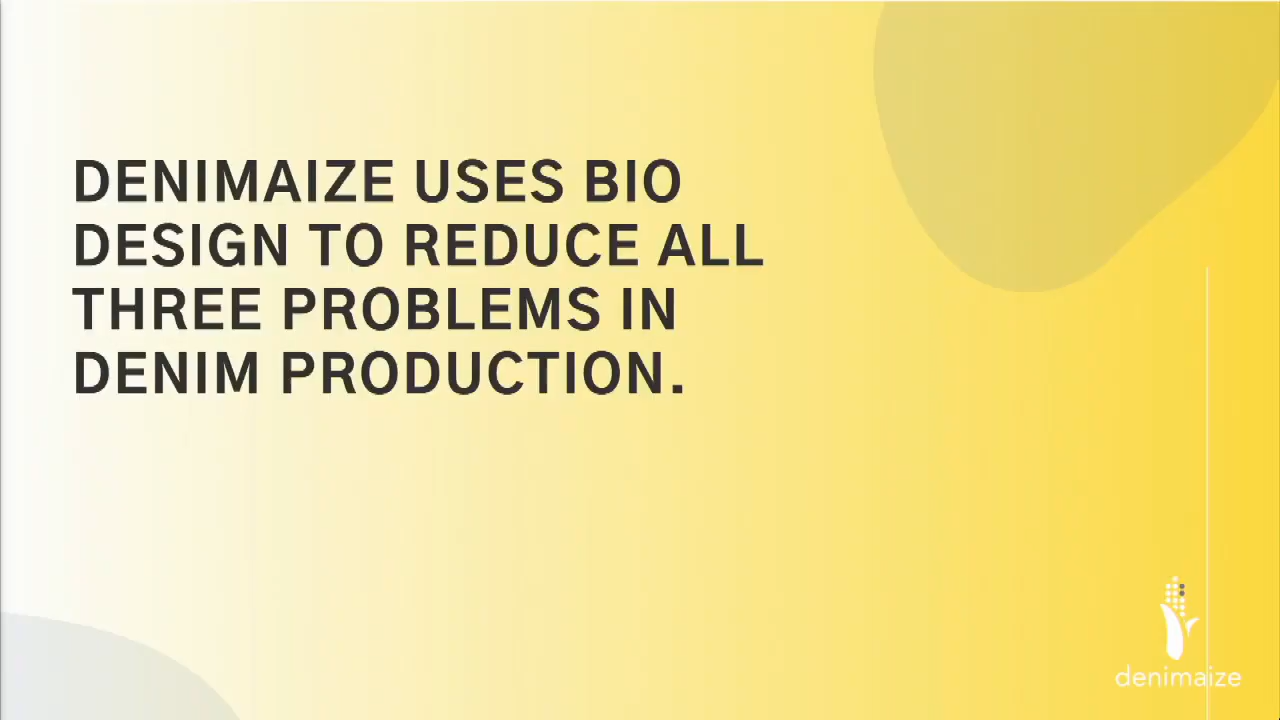 DENIMAIZE USES BIO
DESIGN TO REDUCE ALL
THREE PROBLEMS IN
DENIM PRODUCTION.
denimaize